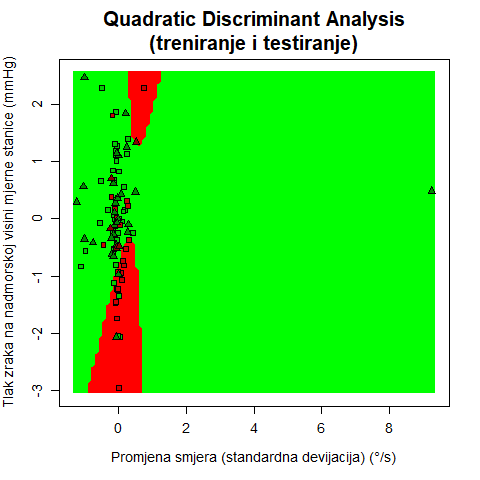 Quadratic Discriminant Analysis
(treniranje i testiranje)
Tlak zraka na nadmorskoj visini mjerne stanice (mmHg)
2
1
0
-1
-2
-3
0 2 4 6 8
Promjena smjera (standardna devijacija) (°/s)